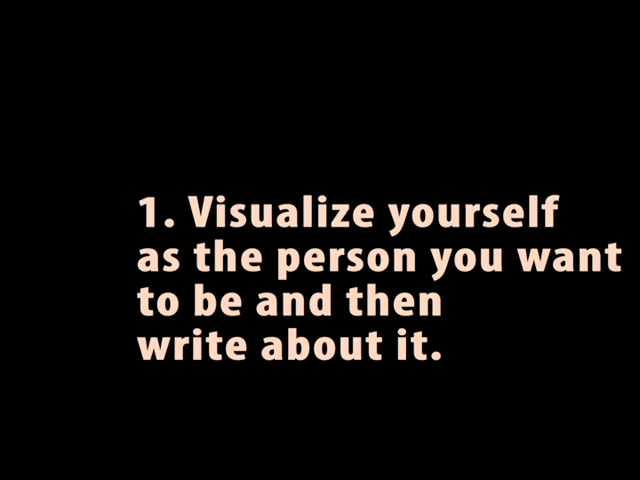 1. Visualize yourself
as the person you want
to be and then
write about it.